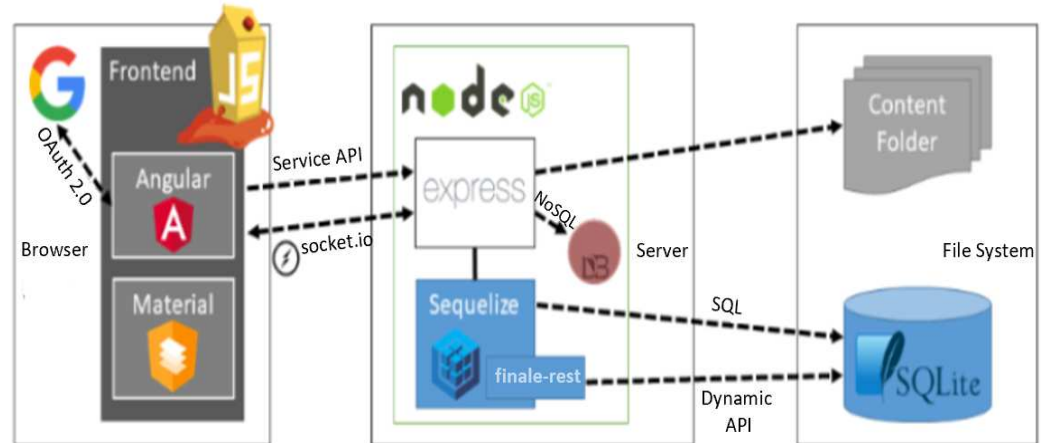 Frontend
JS
OAuth 2.0
Angular
A
Browser
Material
Service API
socket.io
node
JS
express
NoSQL
DB
Server
Sequelize
finale-rest
SQL
Dynamic
API
Content
Folder
File System
SQLite